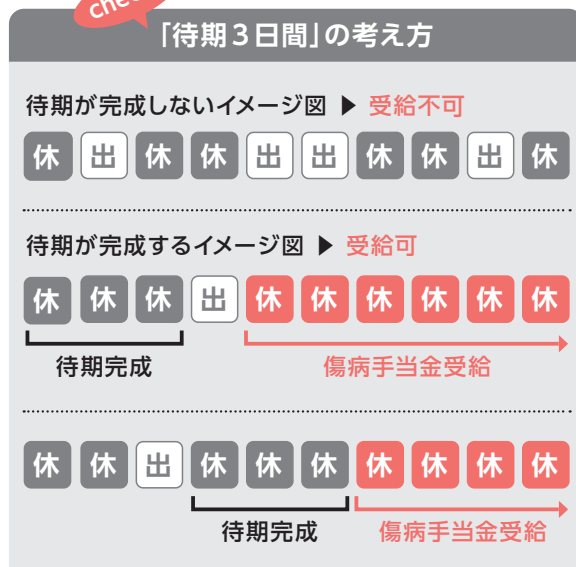 「待期3日間」の考え方
待期が完成しないイメージ図 ▶ 受給不可
休 出 休 休 出 出 休 休 出 休
待期が完成するイメージ図 ▶ 受給可
休 休 休 出 休 休 休 休 休 休
待期完成 傷病手当金受給
休 休 出 休 休 休 休 休 休 休
待期完成 傷病手当金受給